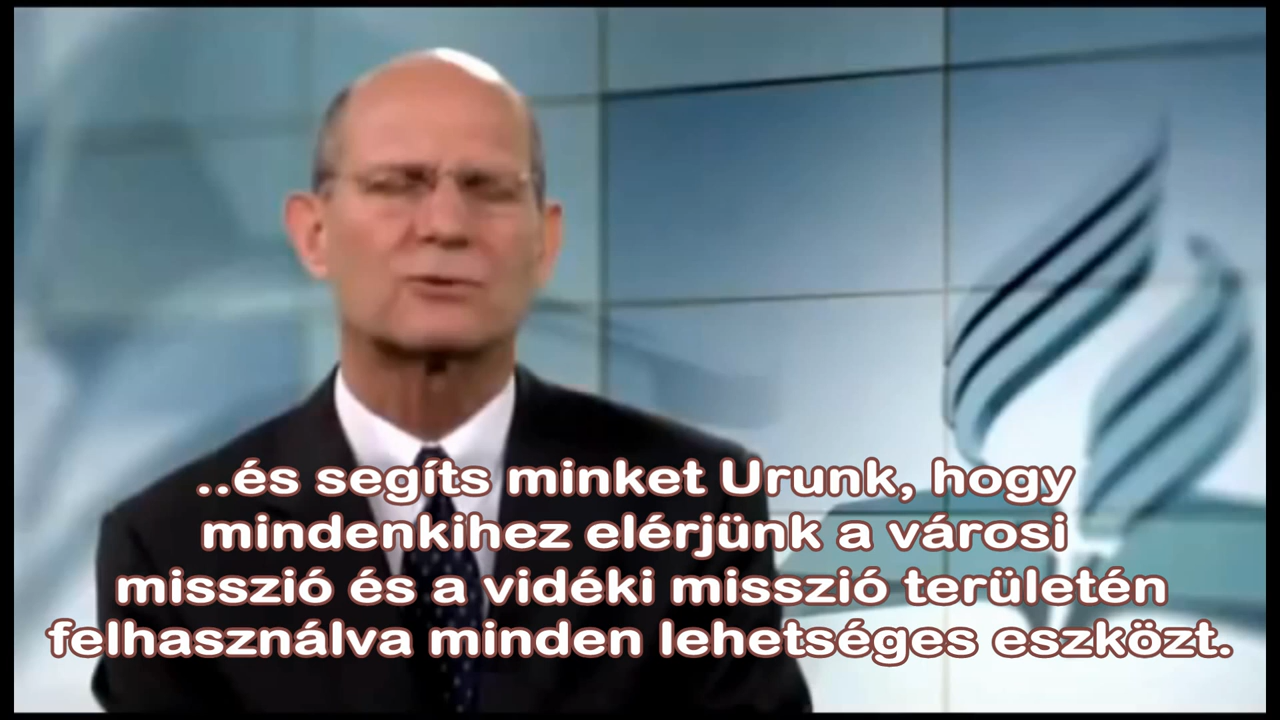 ..és segíts minket Urunk, hogy
mindenkihez elérjünk a városi
misszió és a vidéki misszió területén
felhasználva minden lehetséges eszközt.